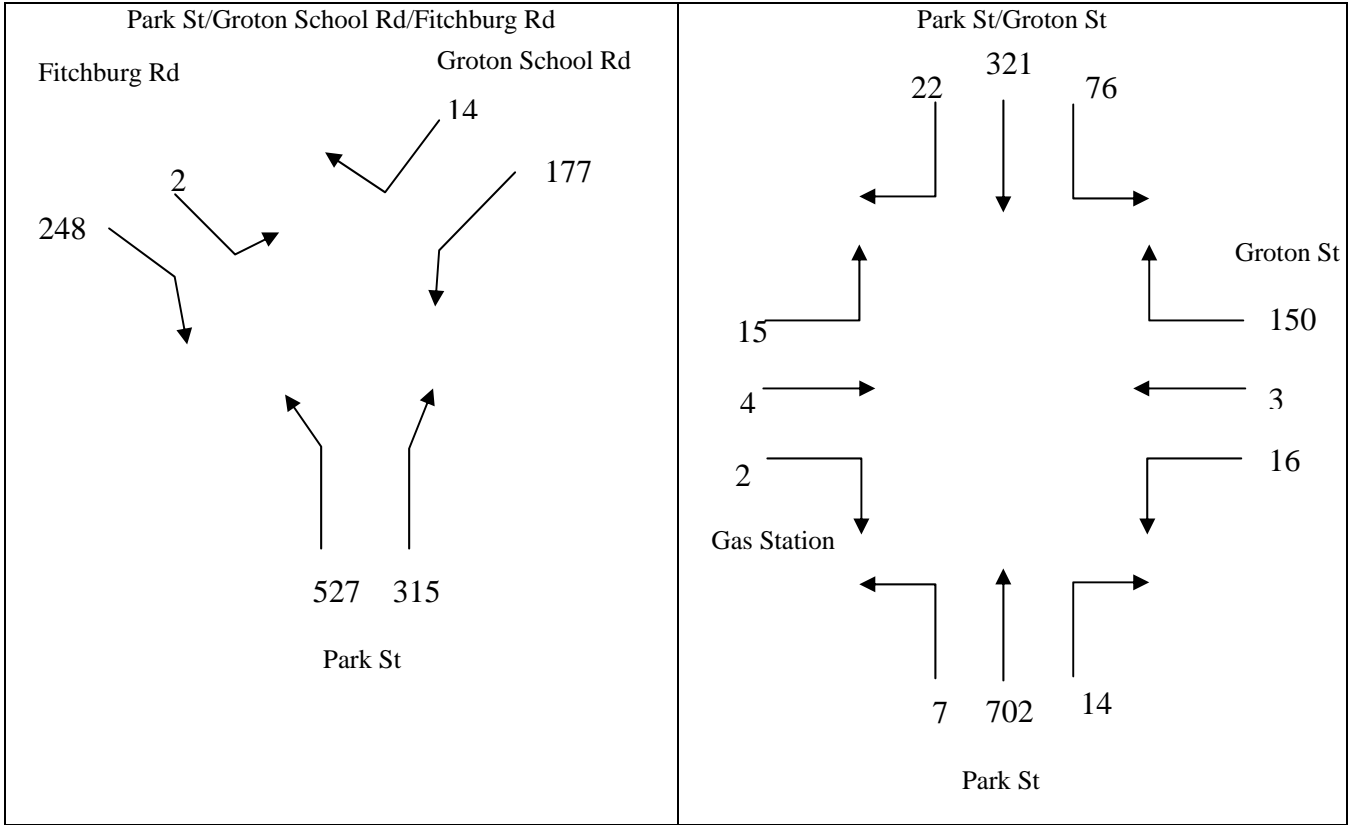 Park St/Groton School Rd/Fitchburg Rd
Fitchburg Rd
Groton School Rd
14
177
2
248
527 315
Park St
Park St/Groton St
22 321 76
Groton St
15
150
4
3
2
16
Gas Station
7 702 14
Park St